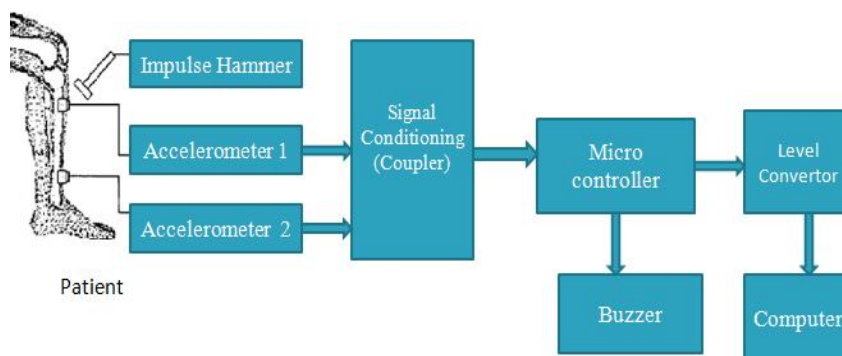 Impulse Hammer
Accelerometer 1
Accelerometer 2
Patient
Signal
Conditioning
(Coupler)
Micro
controller
Level
Convertor
Buzzer
Computer